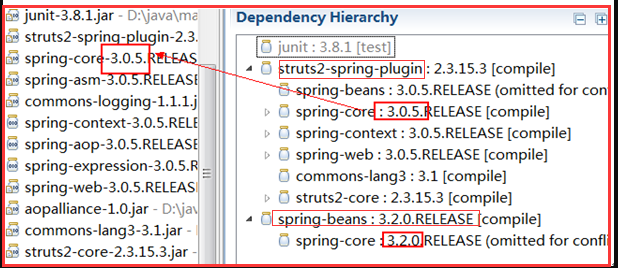 junit-3.8.1.jar - D:\java\ma
struts2-spring-plugin-2.3.
spring-core-3.0.5.RELEASE
spring-asm-3.0.5.RELEASE
commons-logging-1.1.1.j
spring-context-3.0.5.RELE
spring-aop-3.0.5.RELEASE
spring-expression-3.0.5.R
spring-web-3.0.5.RELEAS
aopalliance-1.0.jar - D:\ja
commons-lang3-3.1.jar - D
struts2-core-2.3.15.3.jar
Dependency Hierarchy
junit : 3.8.1 [test]
struts2-spring-plugin : 2.3.15.3 [compile]
spring-beans : 3.0.5.RELEASE (omitted for conf
spring-core : 3.0.5.RELEASE [compile]
spring-context : 3.0.5.RELEASE [compile]
spring-web : 3.0.5.RELEASE [compile]
commons-lang3 : 3.1 [compile]
struts2-core : 2.3.15.3 [compile]
spring-beans : 3.2.0.RELEASE [compile]
spring-core : 3.2.0.RELEASE (omitted for confli